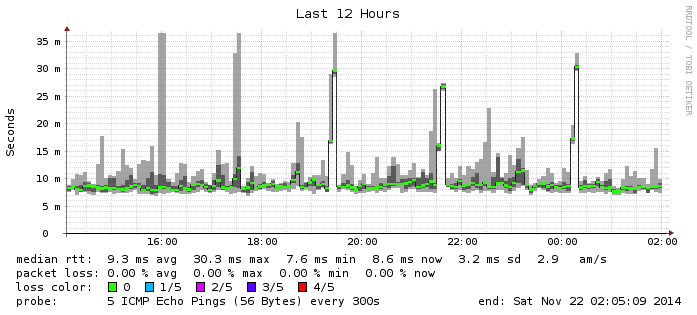 Last 12 Hours
RRDTOOL / TOBI OETIKER
Seconds
35 m
30 m
25 m
20 m
15 m
10 m
5 m
0
16:00 18:00 20:00 22:00 00:00 02:00
median rtt: 9.3 ms avg 30.3 ms max 7.6 ms min 8.6 ms now 3.2 ms sd 2.9 am/s
packet loss: 0.00 % avg 0.00 % max 0.00 % min 0.00 % now
loss color: 0 1/5 2/5 3/5 4/5
probe: 5 ICMP Echo Pings (56 Bytes) every 300s end: Sat Nov 22 02:05:09 2014